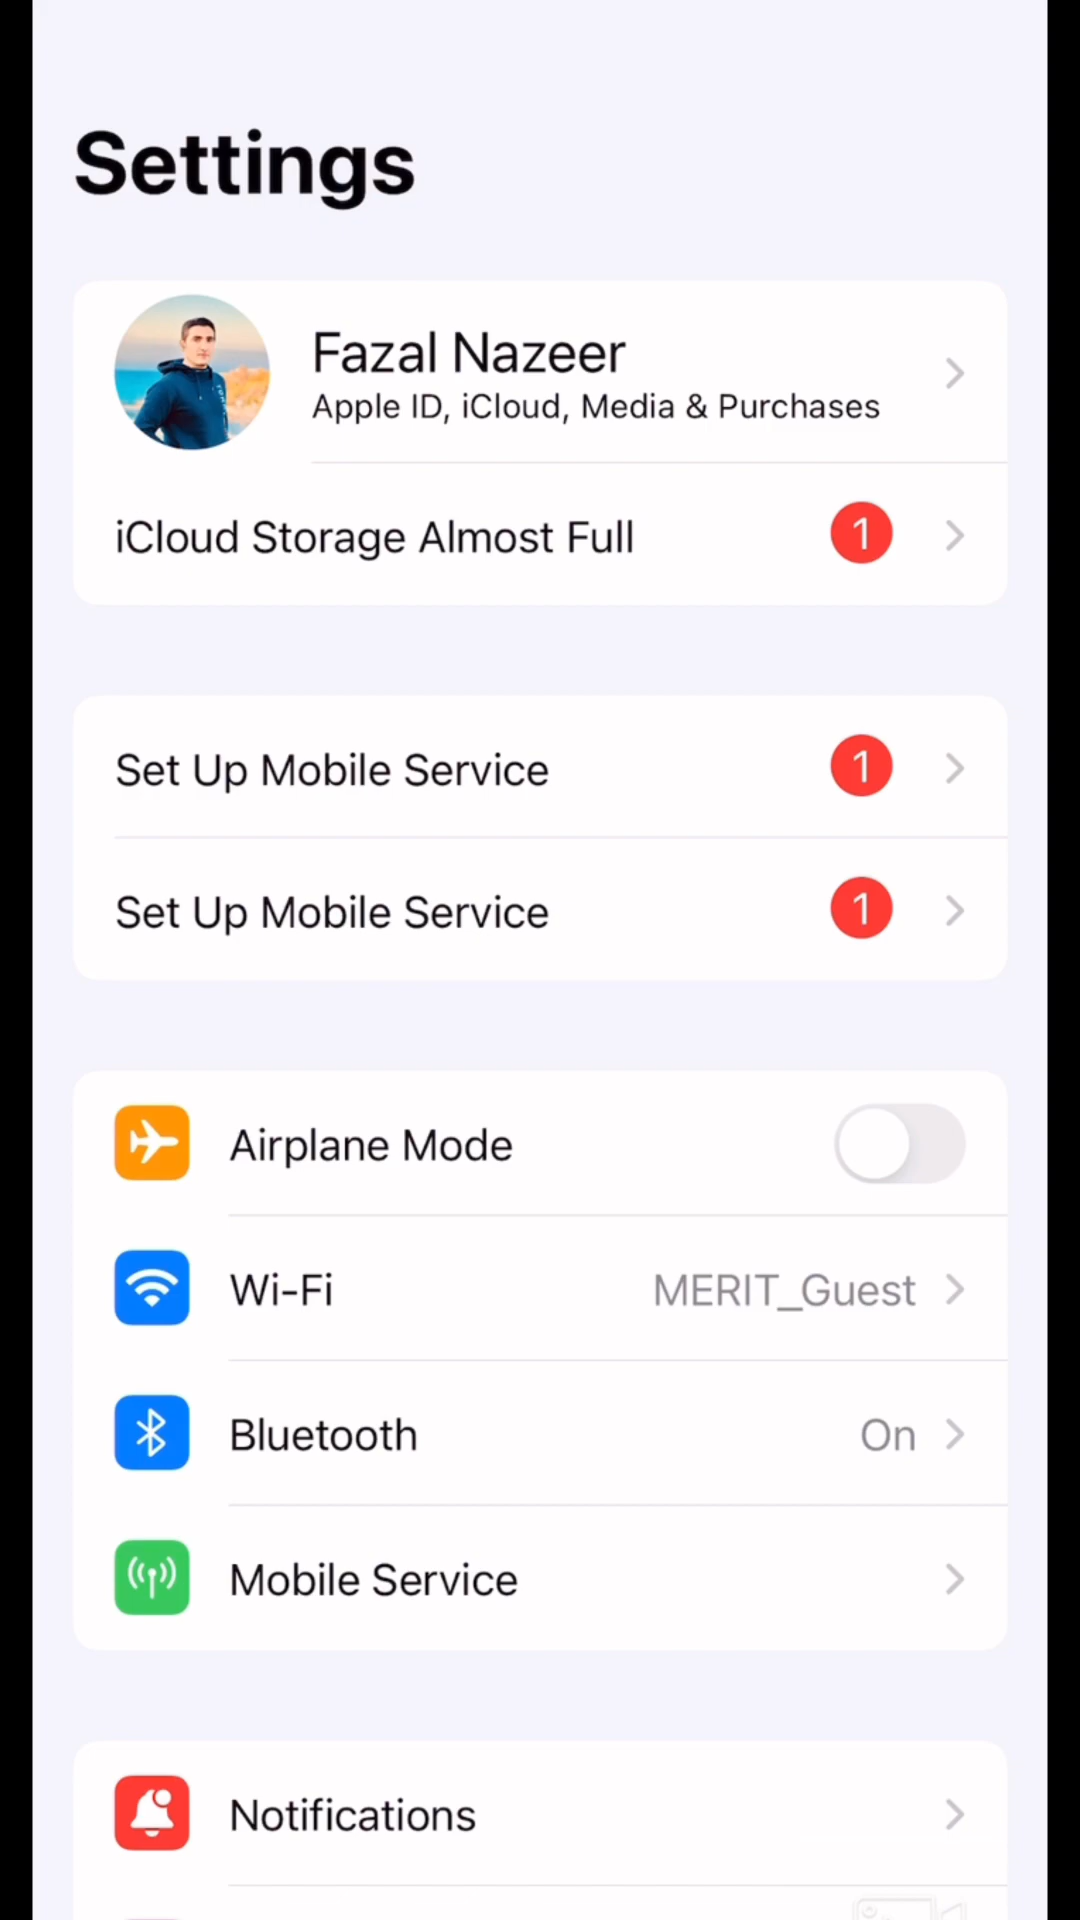 Settings
Fazal Nazeer
Apple ID, iCloud, Media & Purchases
iCloud Storage Almost Full 1
Set Up Mobile Service 1
Set Up Mobile Service 1
Airplane Mode
Wi-Fi MERIT_Guest
Bluetooth On
Mobile Service
Notifications